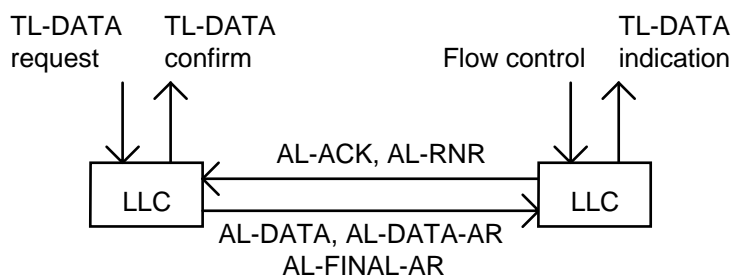 TL-DATA request
TL-DATA confirm
Flow control
TL-DATA indication
AL-ACK, AL-RNR
LLC
LLC
AL-DATA, AL-DATA-AR
AL-FINAL-AR